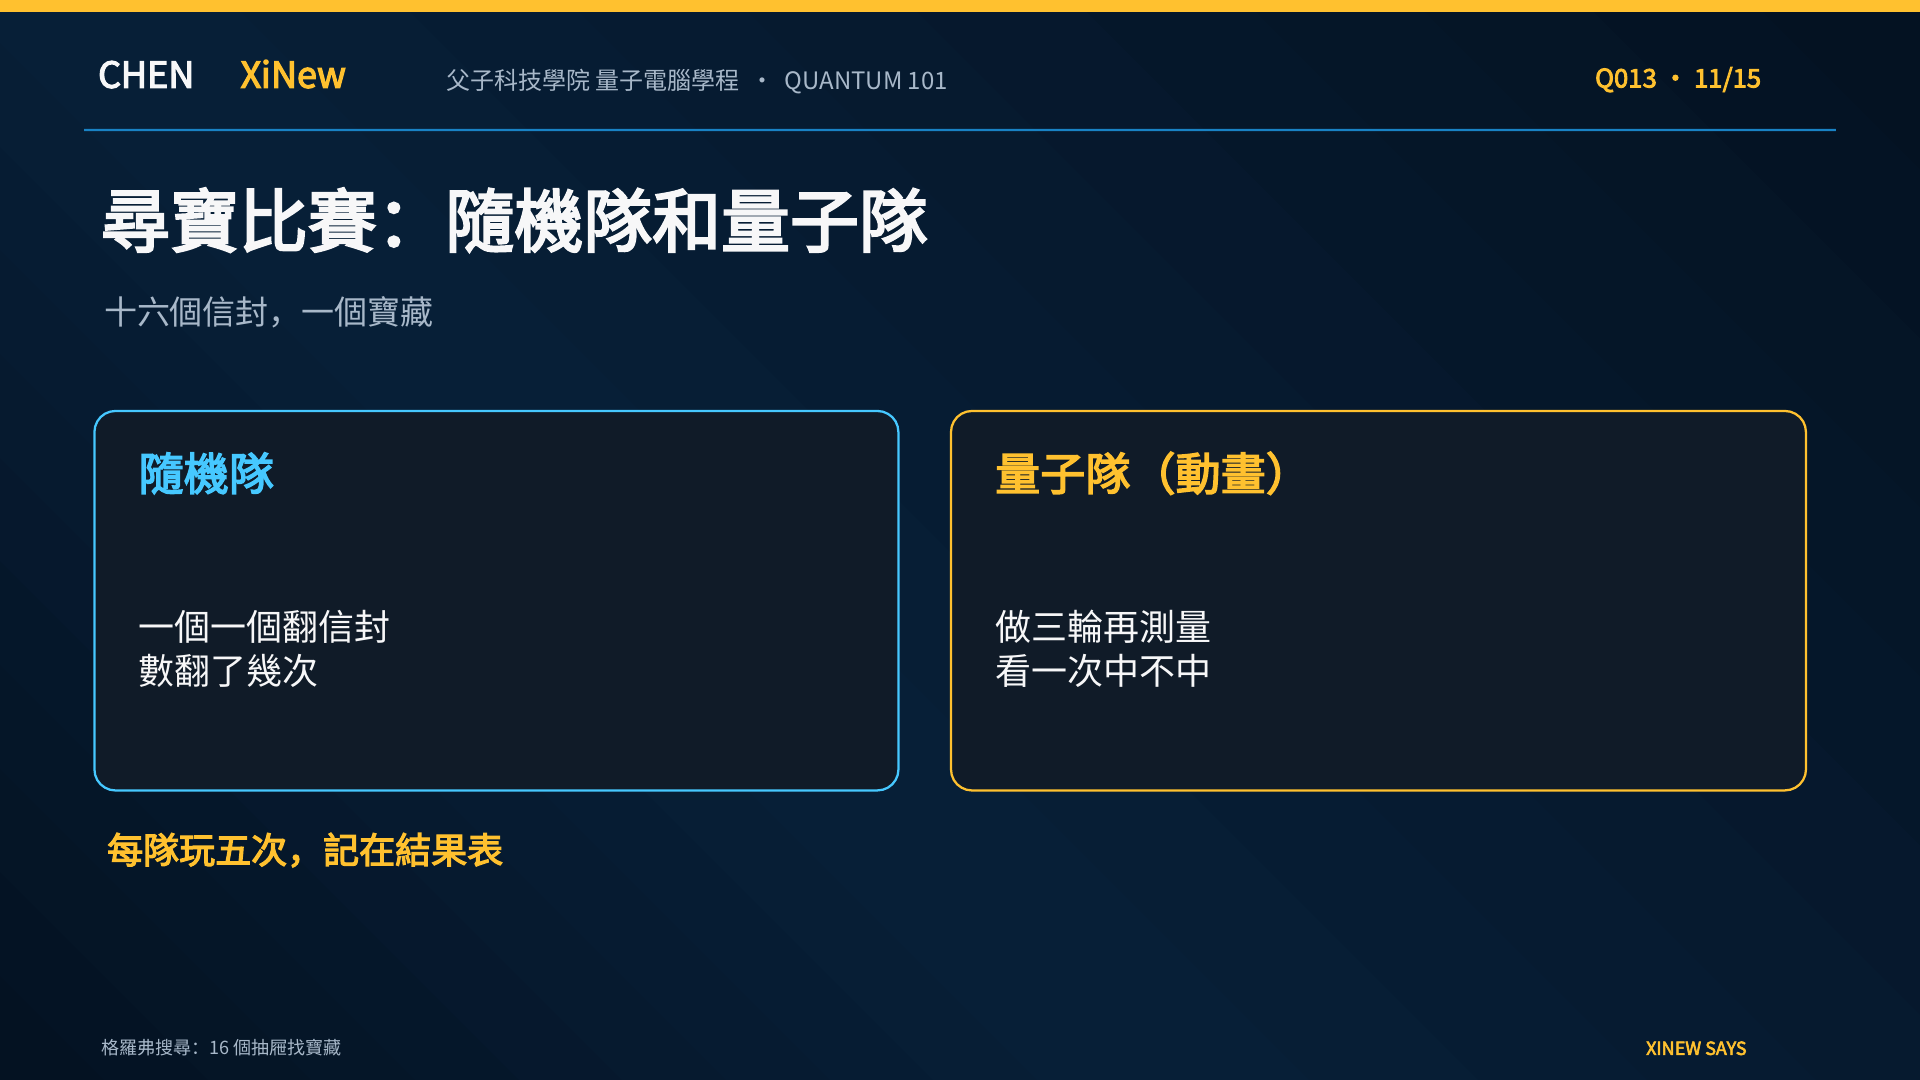 CHEN XiNew 父子科技學院 量子電腦學程 • QUANTUM 101 Q013 • 11/15
尋寶比賽：隨機隊和量子隊
十六個信封，一個寶藏
隨機隊
一個一個翻信封
數翻了幾次
量子隊（動畫）
做三輪再測量
看一次中不中
每隊玩五次，記在結果表
格羅弗搜尋：16 個抽屜找寶藏
XINEW SAYS